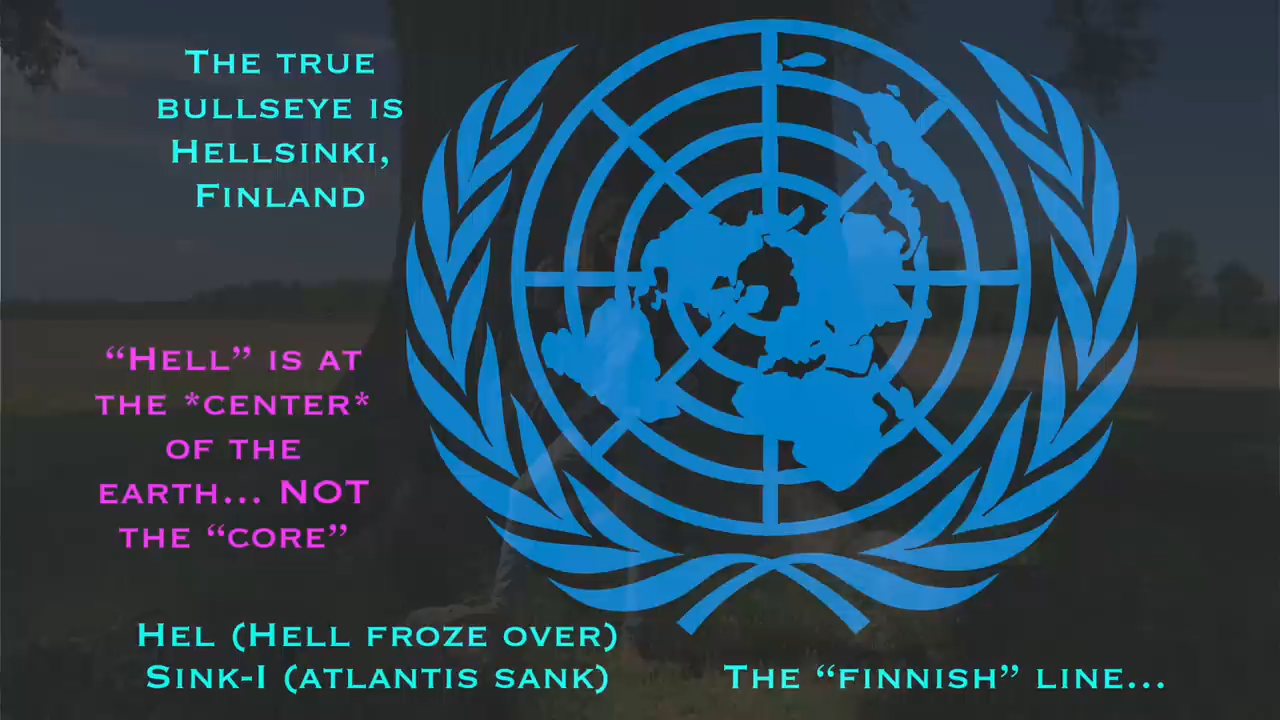 The true
bullseye is
Hellsinki,
Finland
“Hell” is at
the *center*
of the
earth... NOT
the “core”
Hel (Hell froze over)
Sink-I (atlantis sank)
The “finnish” line...